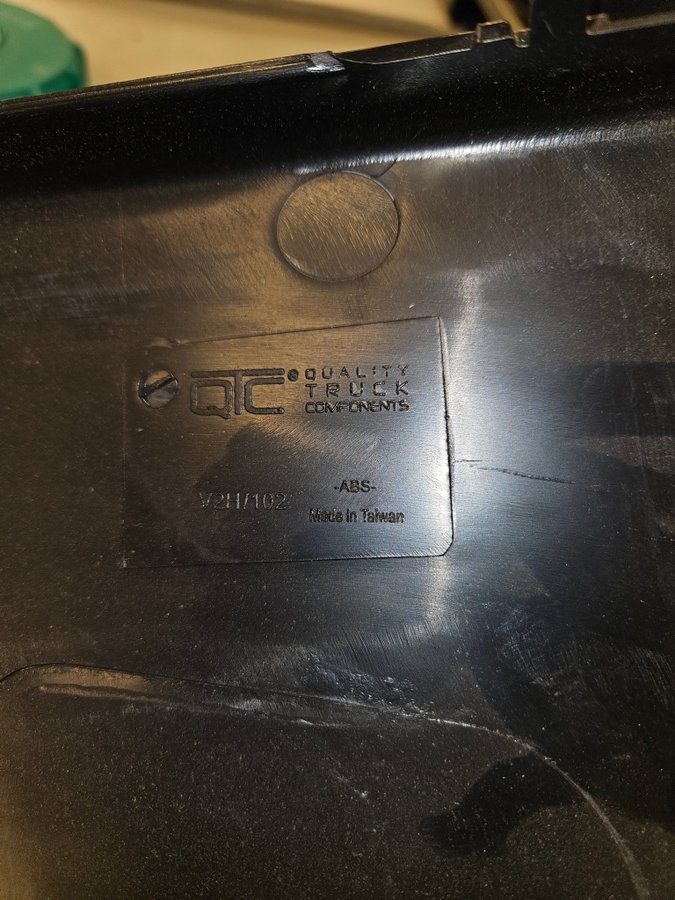 QTC® QUALITY
TRUCK
COMPONENTS
-ABS-
V2H/102
Made in Taiwan